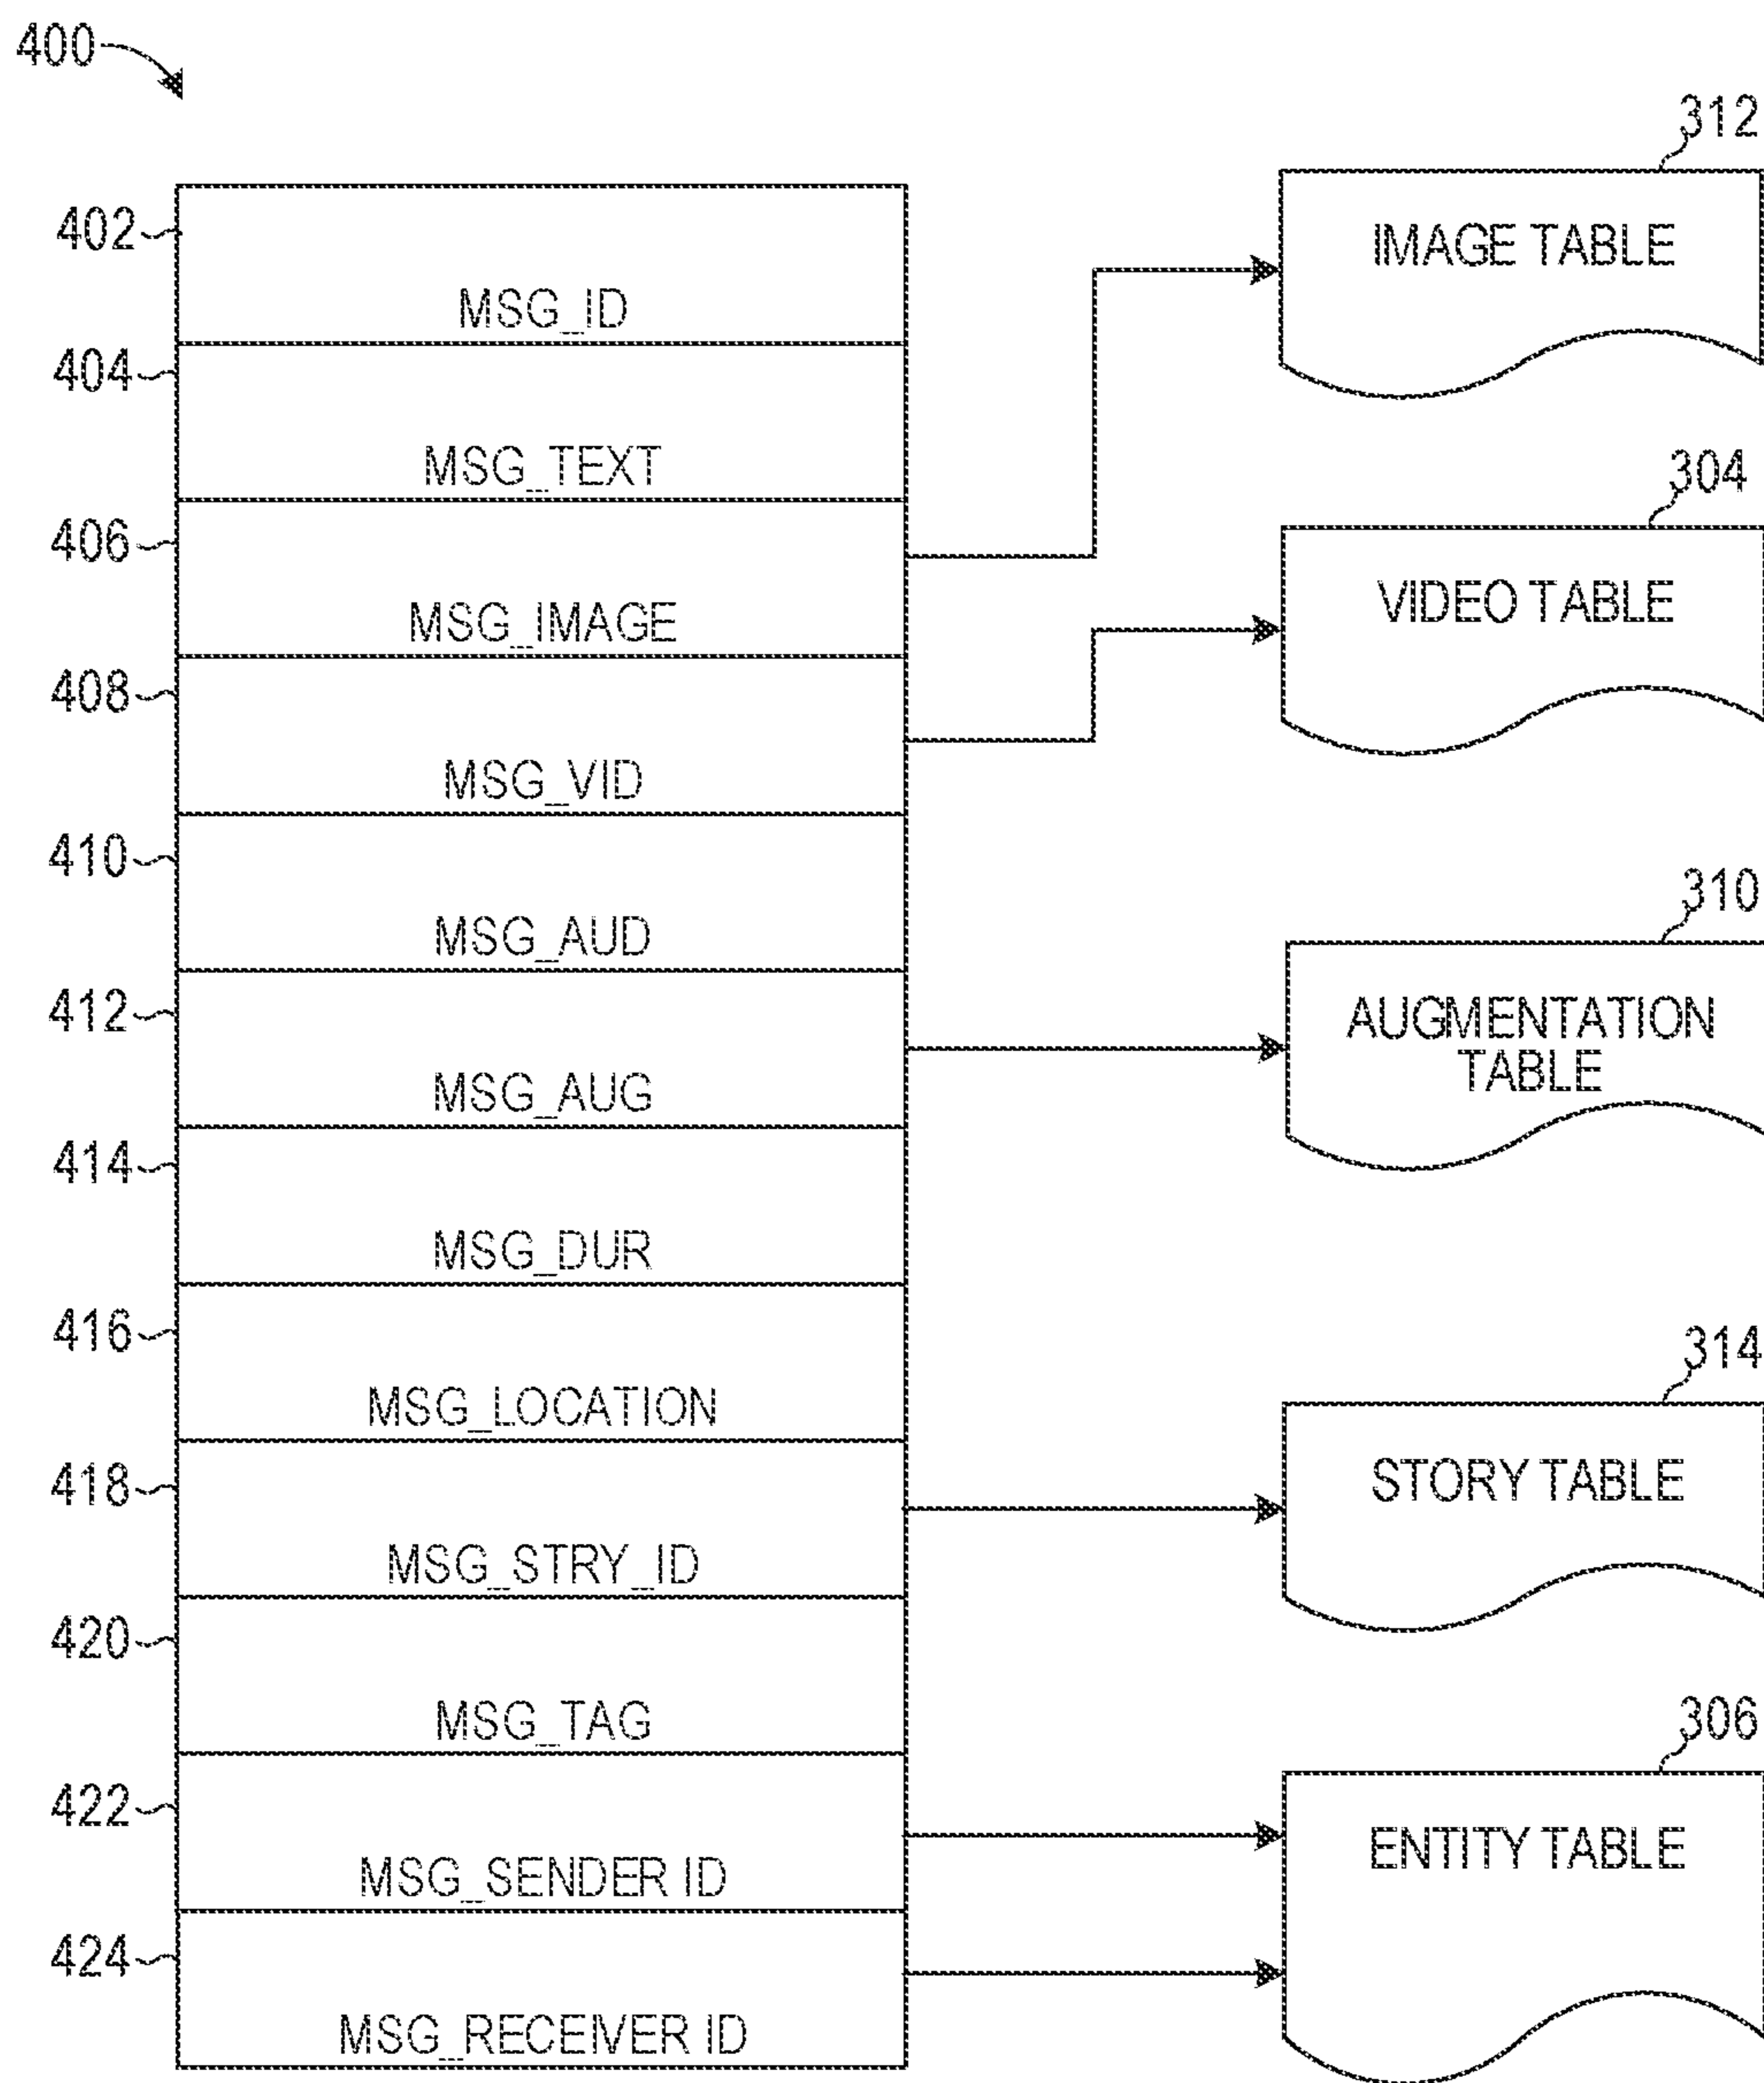 400
312
402
IMAGE TABLE
MSG_ID
404
MSG_TEXT
304
406
VIDEO TABLE
MSG_IMAGE
408
MSG_VID
410
310
MSG_AUD
412
AUGMENTATION
TABLE
MSG_AUG
414
MSG_DUR
416
314
MSG_LOCATION
418
STORY TABLE
MSG_STRY_ID
420
306
MSG_TAG
422
ENTITY TABLE
MSG_SENDER ID
424
MSG_RECEIVER ID